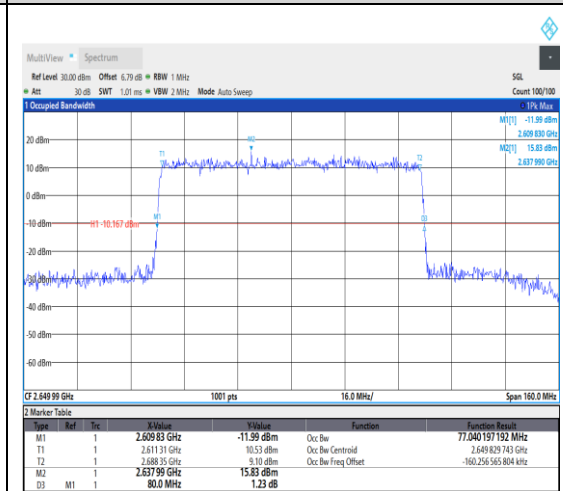 MultiView Spectrum
Ref Level 30.00 dBm Offset 6.79 dB RBW 1 MHz SGL
Att 30 dB SWT 1.01 ms VBW 2 MHz Mode Auto Sweep Count 100/100
1 Occupied Bandwidth 1Pk Max
M1[1] -11.99 dBm
2.609 830 GHz
M2[1] 15.83 dBm
2.637 990 GHz
20 dBm
M2
T1
T2
10 dBm
0 dBm
M1
D3
-10 dBm
H1 -10.167 dBm
-20 dBm
-30 dBm
-40 dBm
-50 dBm
-60 dBm
CF 2.649 99 GHz 1001 pts 16.0 MHz/ Span 160.0 MHz
2 Marker Table
Type Ref Trc X-Value Y-Value Function Function Result
M1 1 2.609 83 GHz -11.99 dBm Occ Bw 77.040 197 192 MHz
T1 1 2.611 31 GHz 10.53 dBm Occ Bw Centroid 2.649 829 743 GHz
T2 1 2.688 35 GHz 9.10 dBm Occ Bw Freq Offset -160.256 565 804 kHz
M2 1 2.637 99 GHz 15.83 dBm
D3 M1 1 80.0 MHz 1.23 dB